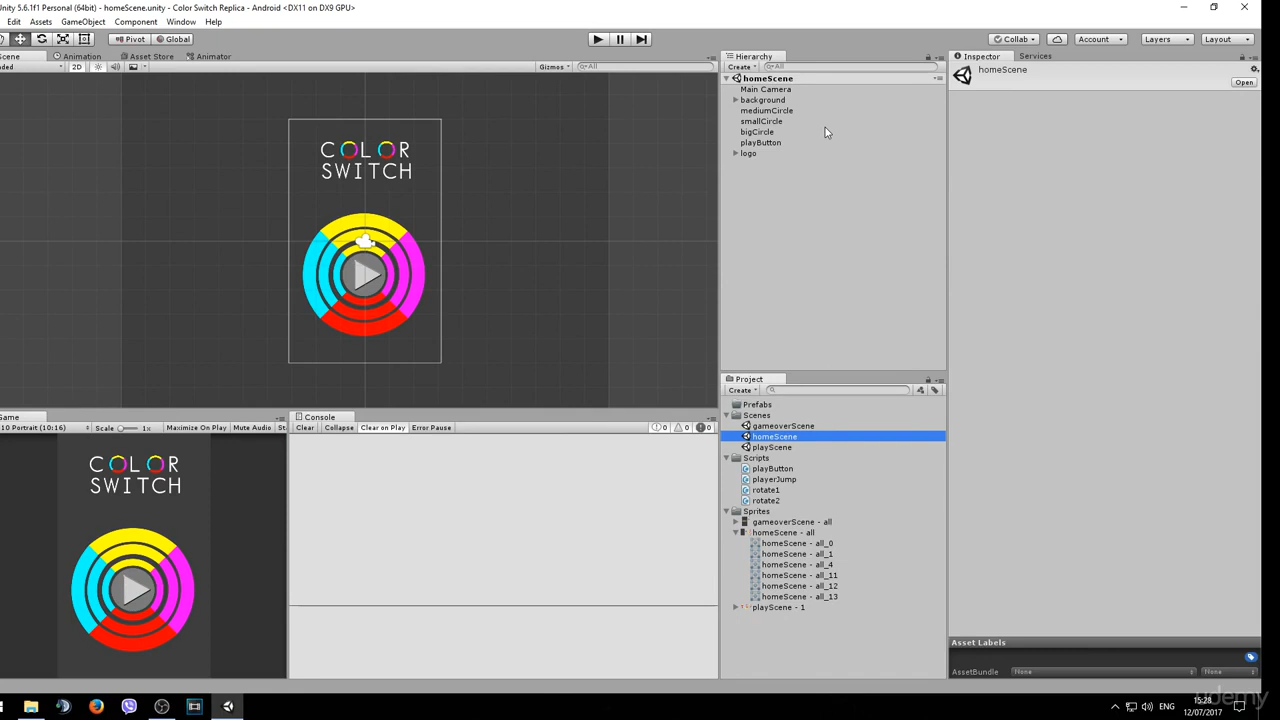 Unity 5.6.1f1 Personal (64bit) - homeScene.unity - Color Switch Replica - Android <DX11 on DX9 GPU>
Edit Assets GameObject Component Window Help
Pivot Global Collab Account Layers Layout
Scene Animation Asset Store Animator
2D Gizmos All
COLOR
SWITCH
Hierarchy
Create All
homeScene
Main Camera
background
mediumCircle
smallCircle
bigCircle
playButton
logo
Inspector Services
homeScene
Open
Game
10 Portrait (10:16) Scale 1x Maximize On Play Mute Audio
COLOR
SWITCH
Console
Clear Collapse Clear on Play Error Pause 0 0 0
Project
Create
Prefabs
Scenes
gameoverScene
homeScene
playScene
Scripts
playButton
playerJump
rotate1
rotate2
Sprites
gameoverScene - all
homeScene - all
homeScene - all_0
homeScene - all_1
homeScene - all_4
homeScene - all_11
homeScene - all_12
homeScene - all_13
playScene - 1
Asset Labels
AssetBundle None None
ENG
15:28
12/07/2017
udemy